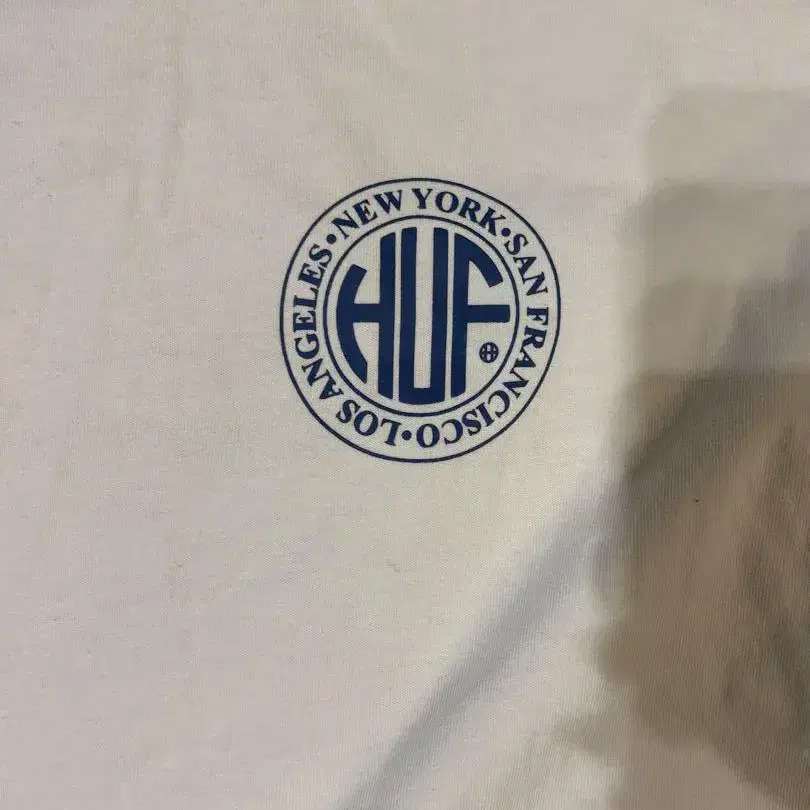 NEW YORK • SAN FRANCISCO • LOS ANGELES •
HUF